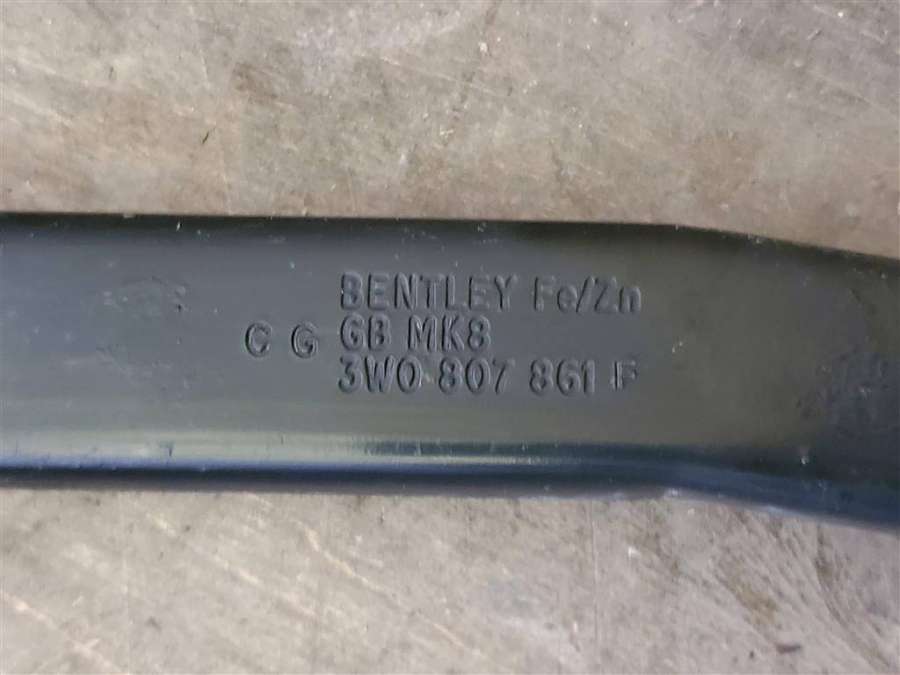 BENTLEY Fe/Zn
C G GB MK8
3W0 807 861 F